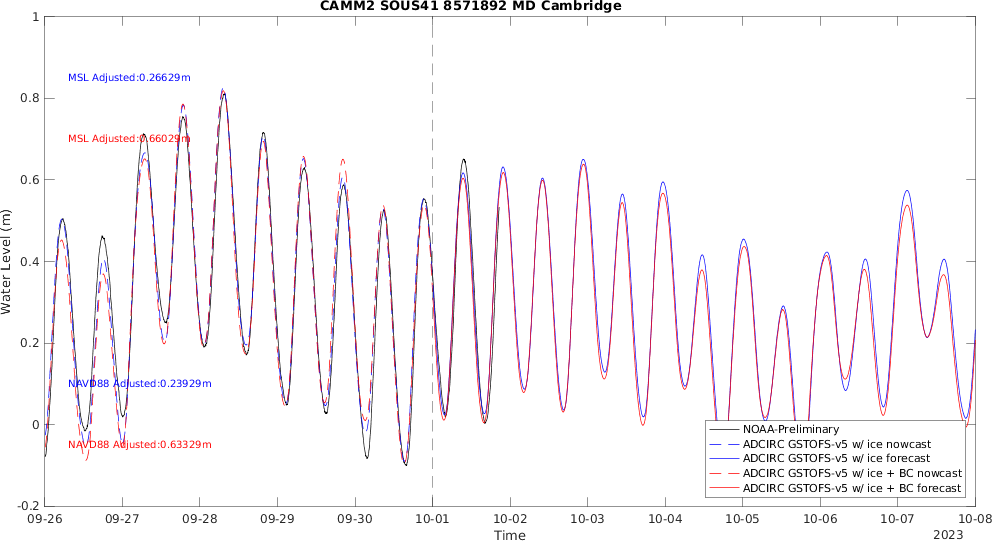 CAMM2 SOUS41 8571892 MD Cambridge
1
0.8
0.6
0.4
0.2
0
-0.2
Water Level (m)
MSL Adjusted:0.26629m
MSL Adjusted:0.66029m
NAVD88 Adjusted:0.23929m
NAVD88 Adjusted:0.63329m
NOAA-Preliminary
ADCIRC GSTOFS-v5 w/ ice nowcast
ADCIRC GSTOFS-v5 w/ ice forecast
ADCIRC GSTOFS-v5 w/ ice + BC nowcast
ADCIRC GSTOFS-v5 w/ ice + BC forecast
09-26 09-27 09-28 09-29 09-30 10-01 10-02 10-03 10-04 10-05 10-06 10-07 10-08
Time
2023